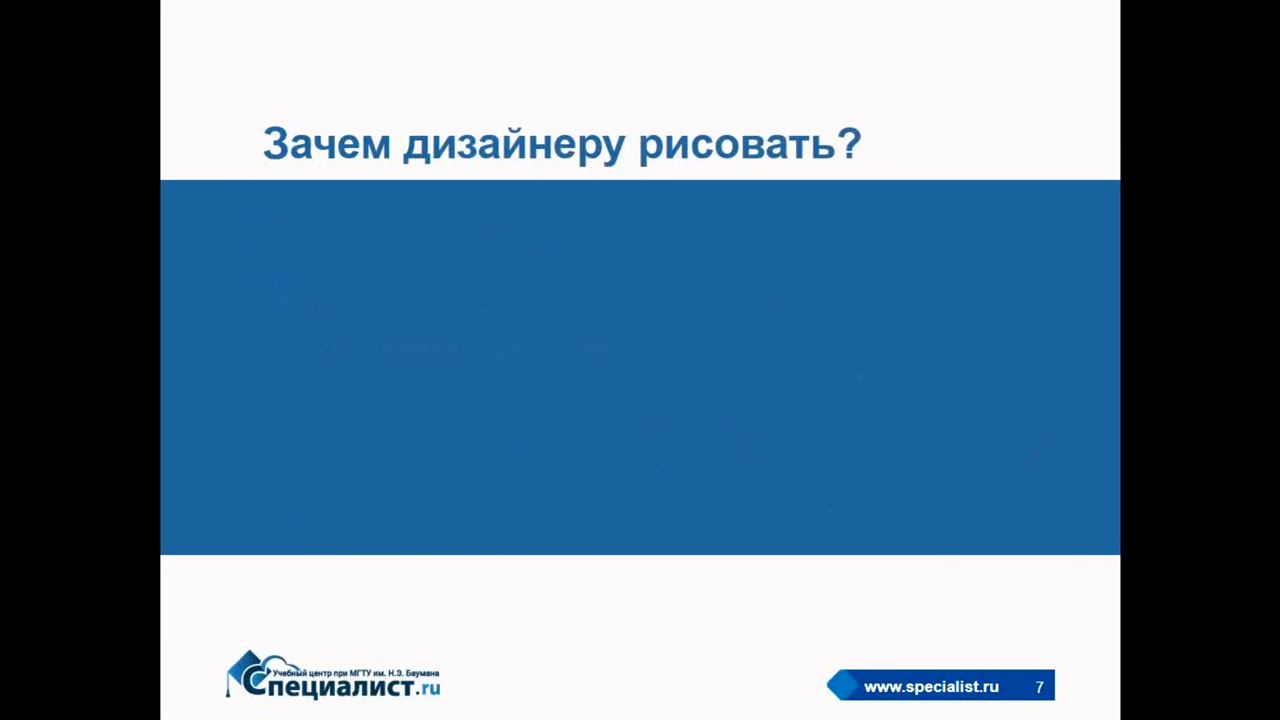 Зачем дизайнеру рисовать?
Учебный центр при МГТУ им. Н.Э. Баумана
Специалист.ru
www.specialist.ru 7